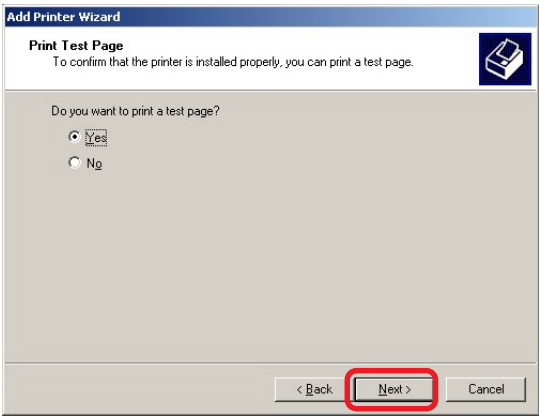 Add Printer Wizard
Print Test Page
To confirm that the printer is installed properly, you can print a test page.
Do you want to print a test page?
Yes
No
< Back
Next >
Cancel